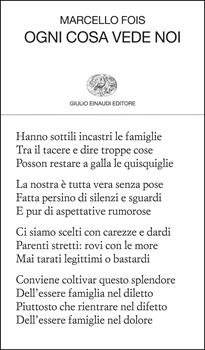 MARCELLO FOIS
OGNI COSA VEDE NOI
GIULIO EINAUDI EDITORE
Hanno sottili incastri le famiglie
Tra il tacere e dire troppe cose
Posson restare a galla le quisquiglie
La nostra è tutta vera senza pose
Fatta persino di silenzi e sguardi
E pur di aspettative rumorose
Ci siamo scelti con carezze e dardi
Parenti stretti: rovi con le more
Mai tarati legittimi o bastardi
Conviene coltivar questo splendore
Dell'essere famiglia nel diletto
Piuttosto che rientrare nel difetto
Dell'essere famiglia nel dolore